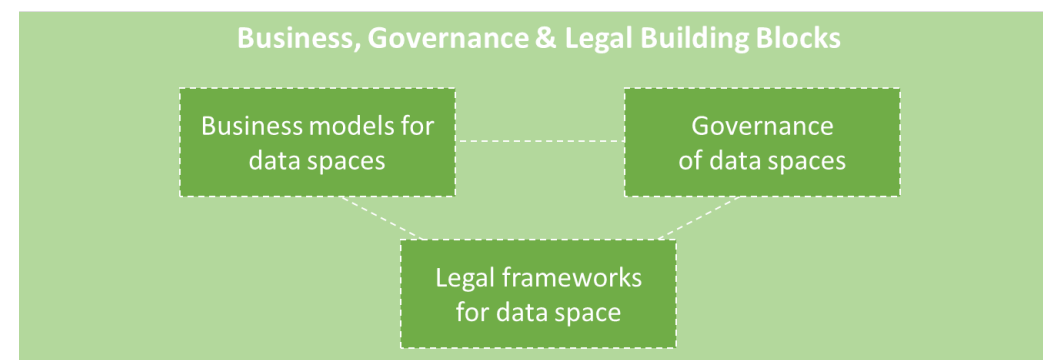 Business, Governance & Legal Building Blocks
Business models for
data spaces
Governance
of data spaces
Legal frameworks
for data space